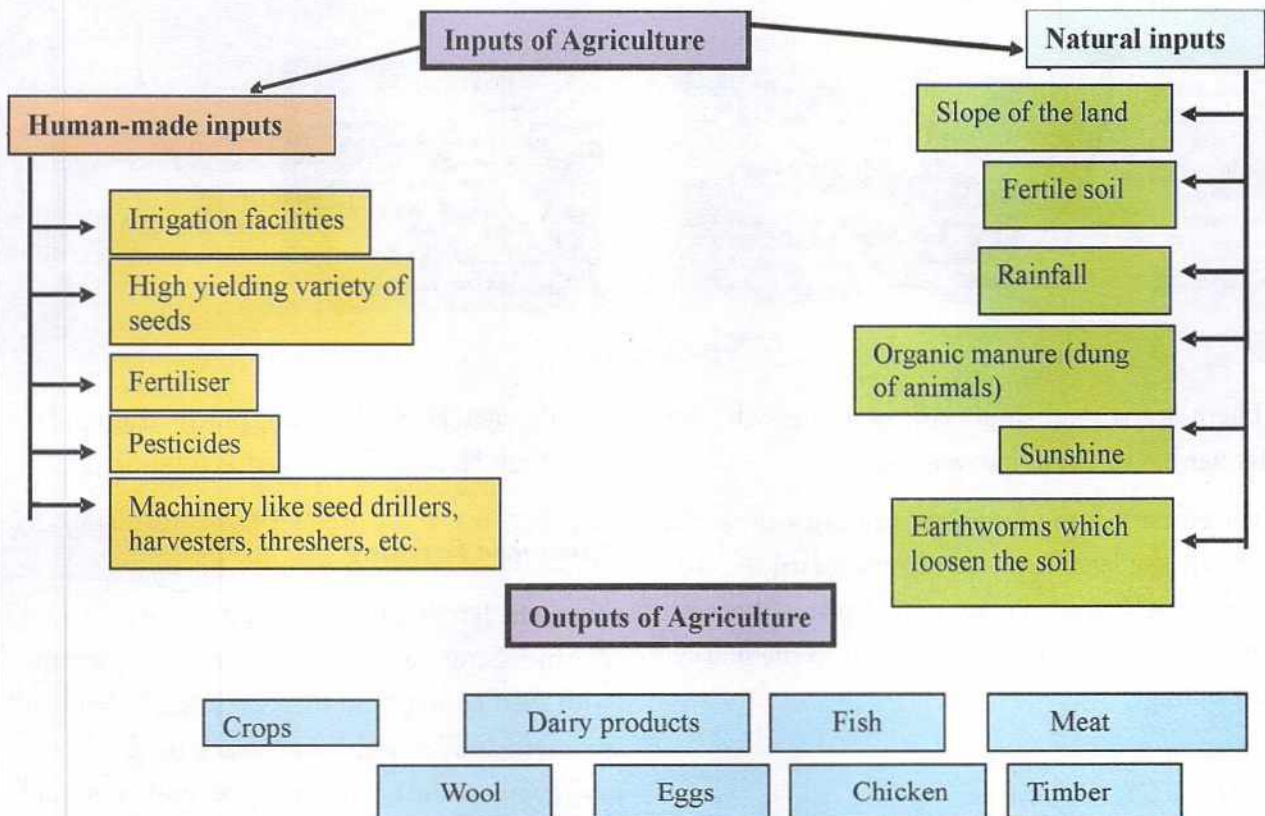 Inputs of Agriculture
Natural inputs
Human-made inputs
Slope of the land
Fertile soil
Irrigation facilities
Rainfall
High yielding variety of
seeds
Organic manure (dung
of animals)
Fertiliser
Pesticides
Sunshine
Machinery like seed drillers,
harvesters, threshers, etc.
Earthworms which
loosen the soil
Outputs of Agriculture
Crops
Dairy products
Fish
Meat
Wool
Eggs
Chicken
Timber